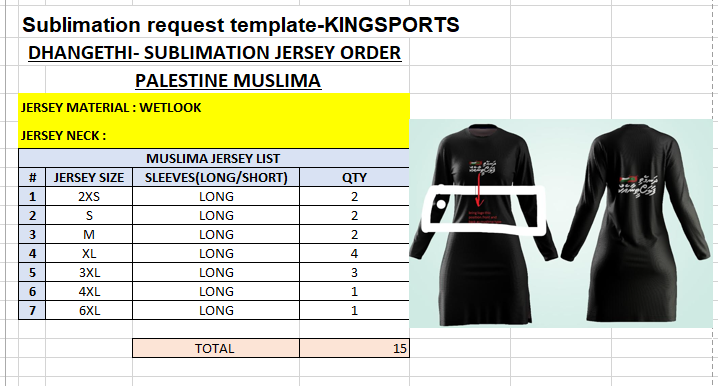 Sublimation request template-KINGSPORTS
DHANGETHI- SUBLIMATION JERSEY ORDER
PALESTINE MUSLIMA
JERSEY MATERIAL : WETLOOK
JERSEY NECK :
MUSLIMA JERSEY LIST
# JERSEY SIZE SLEEVES(LONG/SHORT) QTY
1 2XS LONG 2
2 S LONG 2
3 M LONG 2
4 XL LONG 4
5 3XL LONG 3
6 4XL LONG 1
7 6XL LONG 1
TOTAL 15